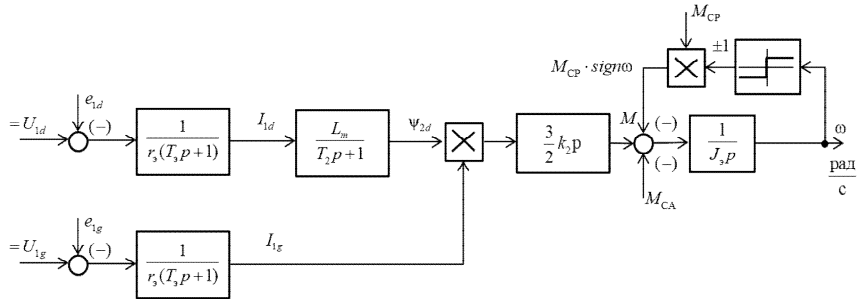 M_CP
±1
M_CP · signω
e_1d
= U_1d
(−)
1 / r_э(T_э p + 1)
I_1d
L_m / T_2 p + 1
Ψ_2d
3/2 k_2 p
M
(−)
(−)
1 / J_э p
ω
рад/с
M_CA
e_1g
= U_1g
(−)
1 / r_э(T_э p + 1)
I_1g